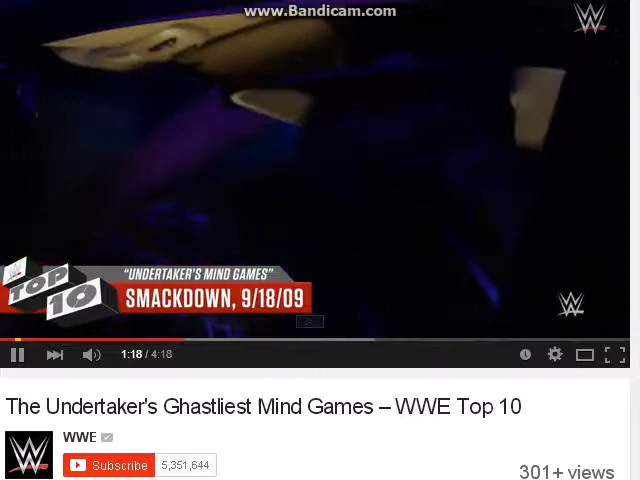 www.Bandicam.com
"UNDERTAKER'S MIND GAMES"
TOP
10
SMACKDOWN, 9/18/09
1:18 / 4:18
The Undertaker's Ghastliest Mind Games – WWE Top 10
WWE
Subscribe 5,351,644
301+ views